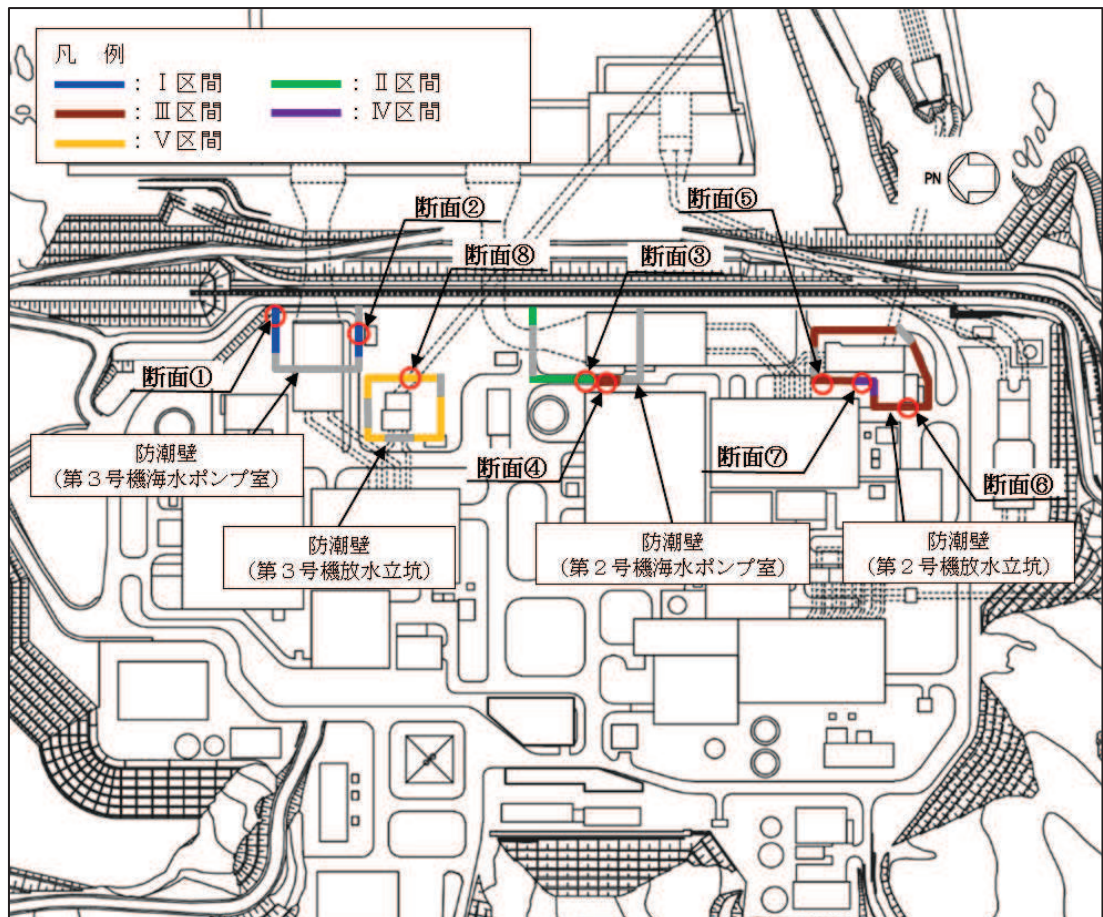 凡 例
：Ⅰ区間
：Ⅱ区間
：Ⅲ区間
：Ⅳ区間
：Ⅴ区間
PN
断面②
断面⑤
断面⑧
断面③
断面①
防潮壁
（第３号機海水ポンプ室）
断面④
断面⑦
断面⑥
防潮壁
（第３号機放水立坑）
防潮壁
（第２号機海水ポンプ室）
防潮壁
（第２号機放水立坑）